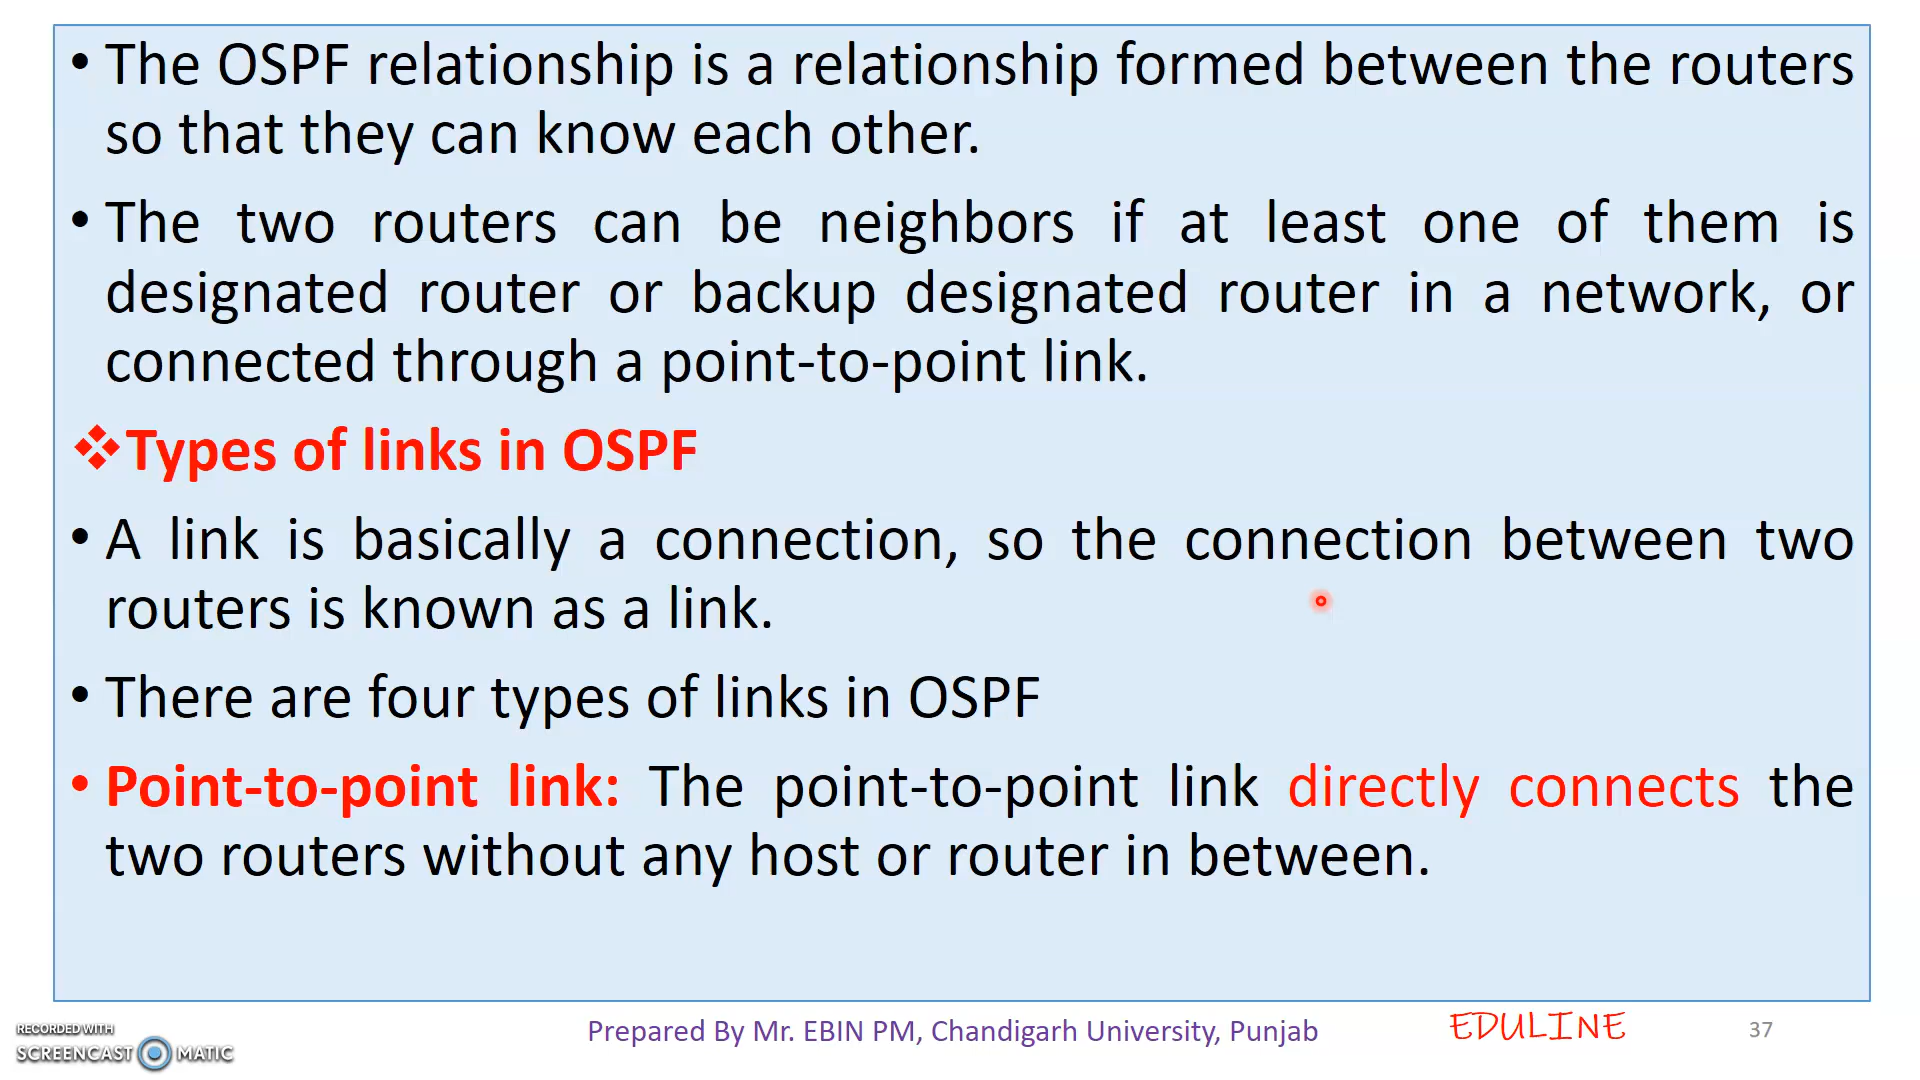 • The OSPF relationship is a relationship formed between the routers
so that they can know each other.
• The two routers can be neighbors if at least one of them is
designated router or backup designated router in a network, or
connected through a point-to-point link.
❖Types of links in OSPF
• A link is basically a connection, so the connection between two
routers is known as a link.
• There are four types of links in OSPF
• Point-to-point link: The point-to-point link directly connects the
two routers without any host or router in between.
RECORDED WITH
SCREENCAST MATIC
Prepared By Mr. EBIN PM, Chandigarh University, Punjab
EDULINE
37